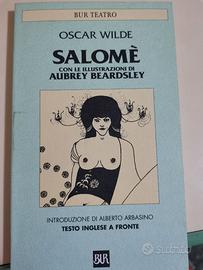 BUR TEATRO
OSCAR WILDE
SALOMÈ
CON LE ILLUSTRAZIONI DI
AUBREY BEARDSLEY
INTRODUZIONE DI ALBERTO ARBASINO
TESTO INGLESE A FRONTE
BUR
subito